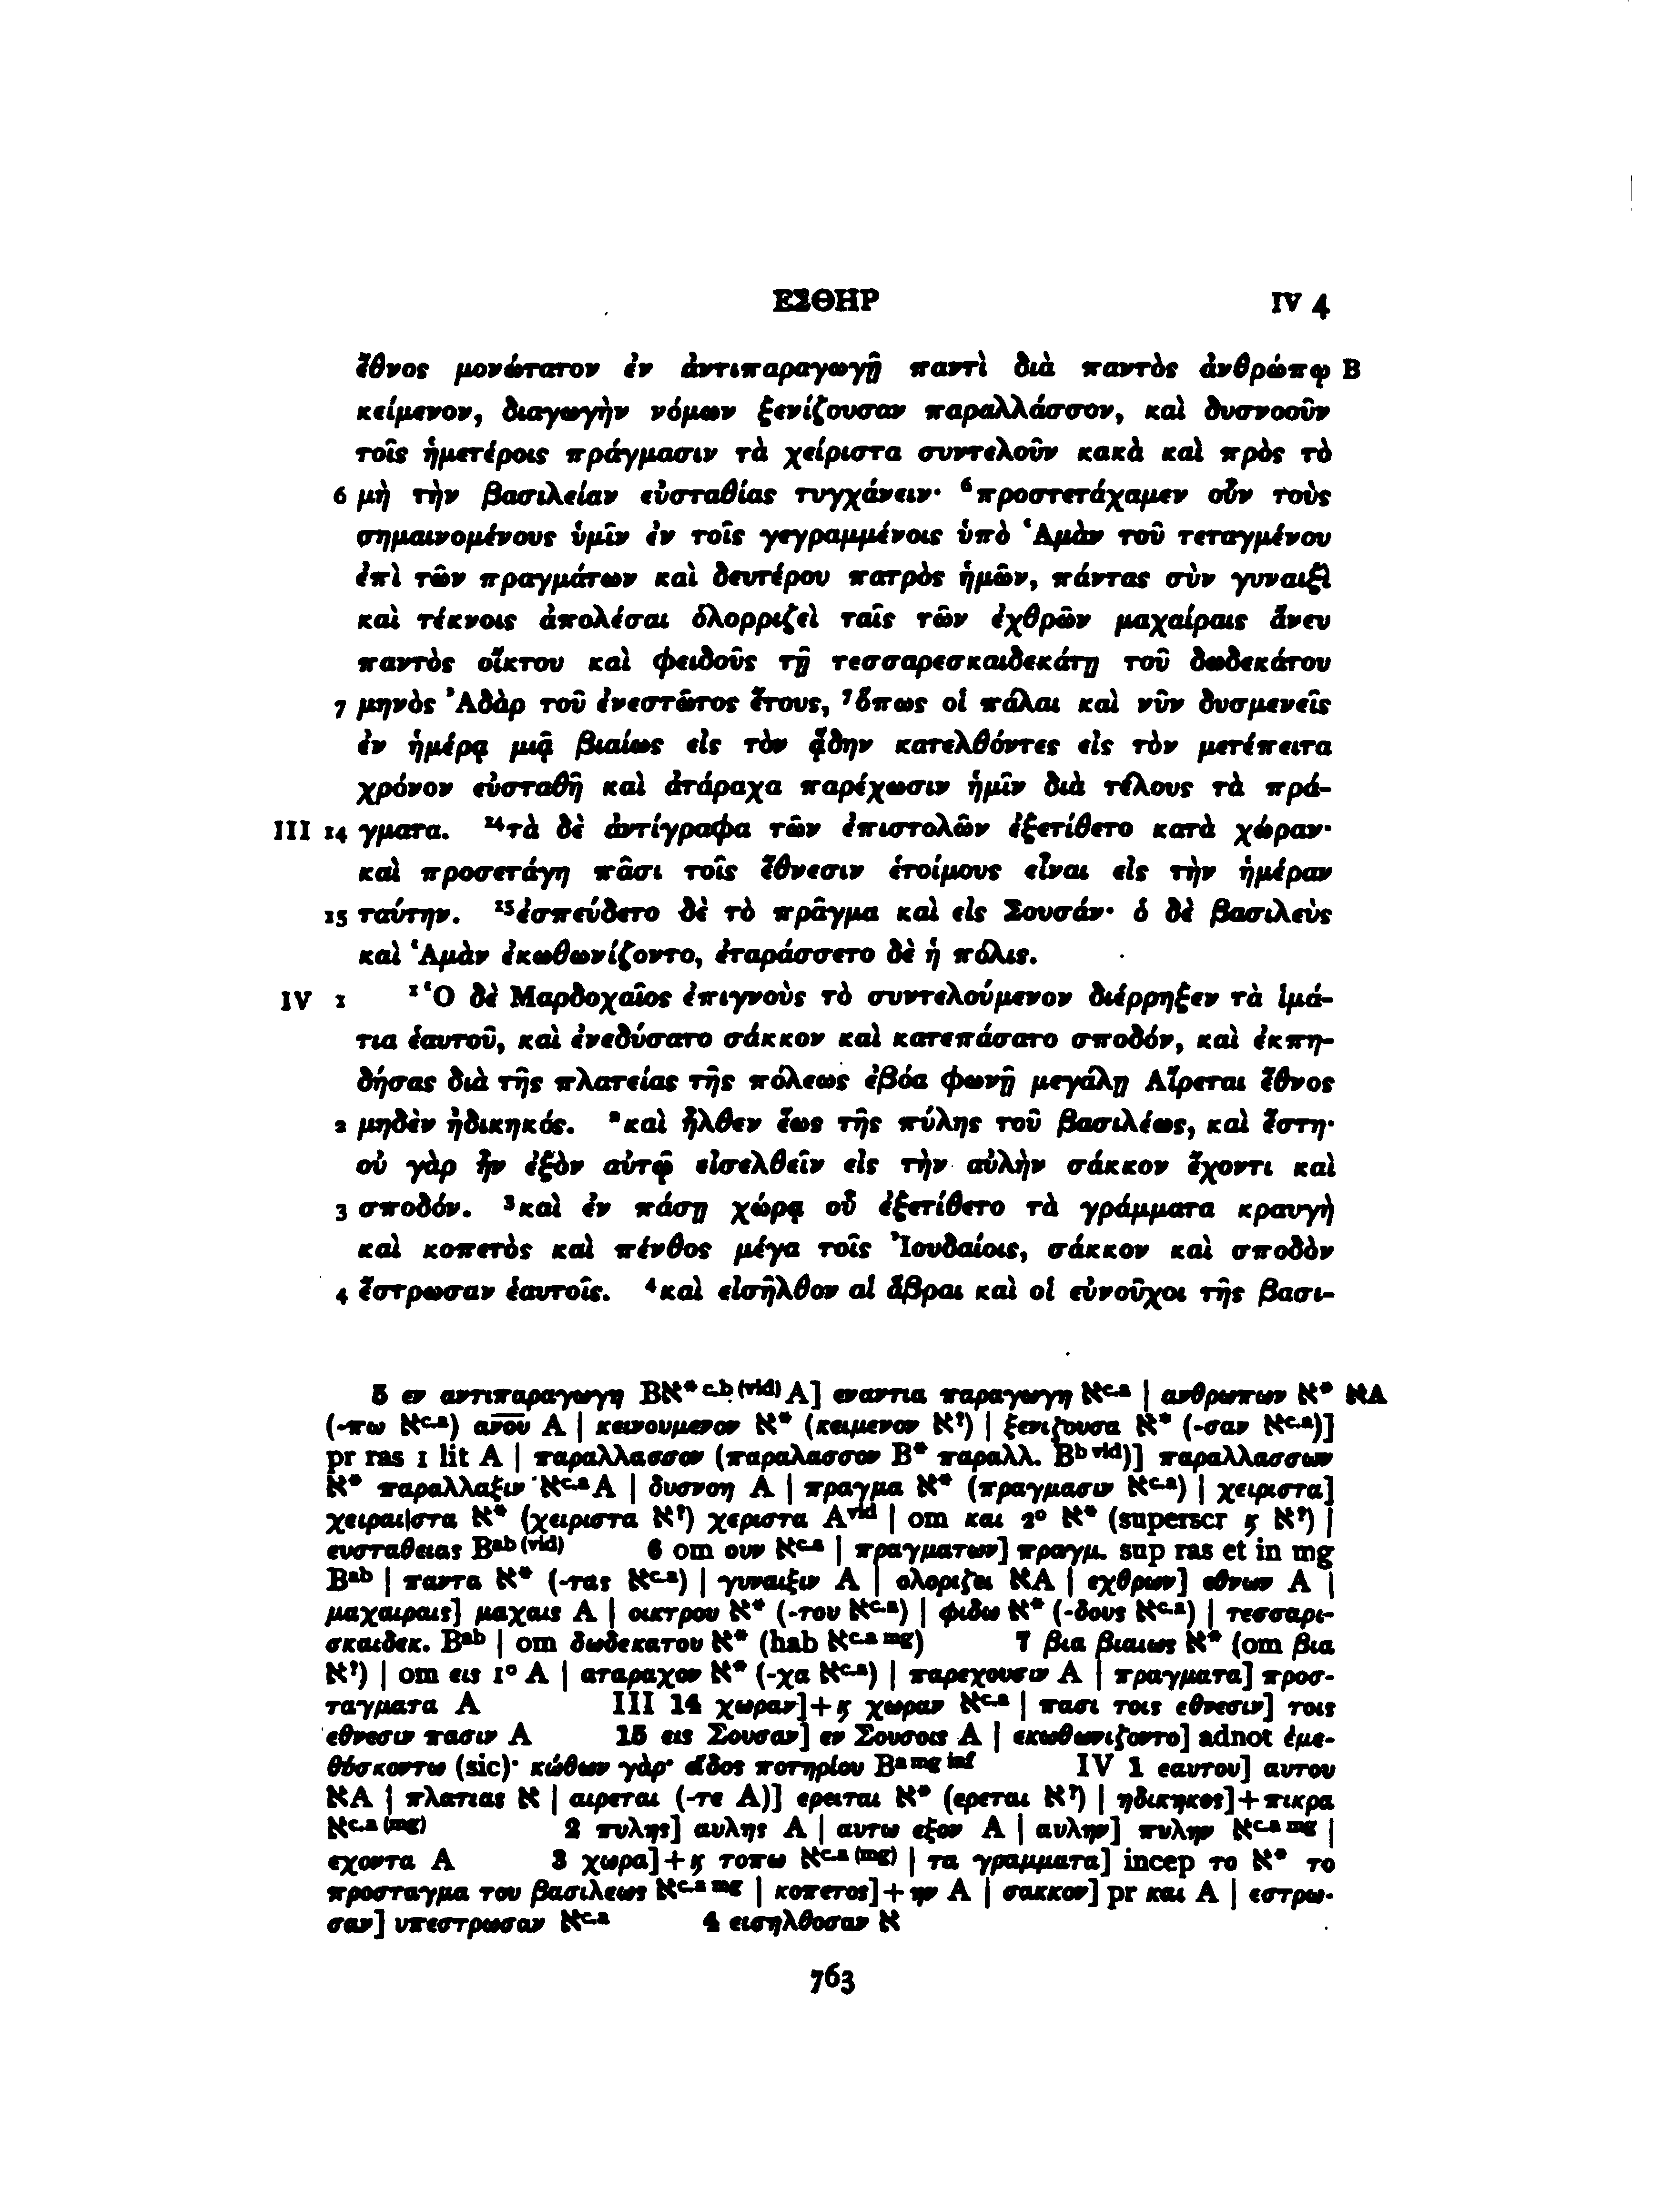 ΕΣΘΗΡ IV 4
ἔθνος μονώτατον ἐν ἀντιπαραγωγῇ παντὶ διὰ παντὸς ἀνθρώπῳ B
κείμενον, διαγωγὴν νόμων ξενίζουσαν παραλλάσσον, καὶ δυσνοοῦν
τοῖς ἡμετέροις πράγμασιν τὰ χείριστα συντελοῦν κακὰ καὶ πρὸς τὸ
6 μὴ τὴν βασιλείαν εὐσταθίας τυγχάνειν· ⁶προστετάχαμεν οὖν τοὺς
σημαινομένους ὑμῖν ἐν τοῖς γεγραμμένοις ὑπὸ Ἁμὰν τοῦ τεταγμένου
ἐπὶ τῶν πραγμάτων καὶ δευτέρου πατρὸς ἡμῶν, πάντας σὺν γυναιξὶ
καὶ τέκνοις ἀπολέσαι ὁλορριζεὶ ταῖς τῶν ἐχθρῶν μαχαίραις ἄνευ
παντὸς οἴκτου καὶ φειδοῦς τῇ τεσσαρεσκαιδεκάτῃ τοῦ δωδεκάτου
7 μηνὸς Ἀδὰρ τοῦ ἐνεστῶτος ἔτους, ⁷ὅπως οἱ πάλαι καὶ νῦν δυσμενεῖς
ἐν ἡμέρᾳ μιᾷ βιαίως εἰς τὸν ᾅδην κατελθόντες εἰς τὸν μετέπειτα
χρόνον εὐσταθῆ καὶ ἀτάραχα παρέχωσιν ἡμῖν διὰ τέλους τὰ πρά-
III 14 γματα. ¹⁴τὰ δὲ ἀντίγραφα τῶν ἐπιστολῶν ἐξετίθετο κατὰ χώραν·
καὶ προσετάγη πᾶσι τοῖς ἔθνεσιν ἑτοίμους εἶναι εἰς τὴν ἡμέραν
15 ταύτην. ¹⁵ἐσπεύδετο δὲ τὸ πρᾶγμα καὶ εἰς Σουσάν· ὁ δὲ βασιλεὺς
καὶ Ἁμὰν ἐκωθωνίζοντο, ἐταράσσετο δὲ ἡ πόλις.
IV 1 ¹Ὁ δὲ Μαρδοχαῖος ἐπιγνοὺς τὸ συντελούμενον διέρρηξεν τὰ ἱμά-
τια ἑαυτοῦ, καὶ ἐνεδύσατο σάκκον καὶ κατεπάσατο σποδόν, καὶ ἐκπη-
δήσας διὰ τῆς πλατείας τῆς πόλεως ἐβόα φωνῇ μεγάλῃ Αἴρεται ἔθνος
2 μηδὲν ἠδικηκός. ²καὶ ἦλθεν ἕως τῆς πύλης τοῦ βασιλέως, καὶ ἔστη·
οὐ γὰρ ἦν ἐξὸν αὐτῷ εἰσελθεῖν εἰς τὴν αὐλὴν σάκκον ἔχοντι καὶ
3 σποδόν. ³καὶ ἐν πάσῃ χώρᾳ οὗ ἐξετίθετο τὰ γράμματα κραυγὴ
καὶ κοπετὸς καὶ πένθος μέγα τοῖς Ἰουδαίοις, σάκκον καὶ σποδὸν
4 ἔστρωσαν ἑαυτοῖς. ⁴καὶ εἰσῆλθον αἱ ἅβραι καὶ οἱ εὐνοῦχοι τῆς βασι-
5 εν αντιπαραγωγη Bא* c.b (vid) A] εναντια παραγωγη אc.a | ανθρωπων א* אA
(-πω אc.a) ανου A | κεινουμενον א* (κειμενον א?) | ξενιζουσα א* (-σαν אc.a)]
pr ras 1 lit A | παραλλασσον (παραλασσον B* παραλλ. Bb vid)] παραλλασσων
א* παραλλαξιν אc.a A | δυσνοη A | πραγμα א* (πραγμασιν אc.a) | χειριστα]
χειραι|στα א* (χειριστα א?) χεριστα Avid | om και 2° א* (superscr ϗ א?) |
ευσταθειας Bab (vid) 6 om ουν אc.a | πραγματων] πραγμ. sup ras et in mg
Bab | παντα א* (-τας אc.a) | γυναιξιν A | ολοριζει אA | εχθρων] εθνων A |
μαχαιραις] μαχαις A | οικτρου א* (-του אc.a) | φιδω א* (-δους אc.a) | τεσσαρι-
σκαιδεκ. Bab | om δωδεκατου א* (hab אc.a mg) 7 βια βιαιως א* (om βια
א?) | om εις 1° A | αταραχον א* (-χα אc.a) | παρεχουσιν A | πραγματα] προσ-
ταγματα A III 14 χωραν]+ϗ χωραν אc.a | πασι τοις εθνεσιν] τοις
εθνεσιν πασιν A 15 εις Σουσαν] εν Σουσοις A | εκωθωνιζοντο] adnot ἐμε-
θύσκοντω (sic)· κώθων γὰρ· εἶδος ποτηρίου Ba mg inf IV 1 εαυτου] αυτου
אA | πλατιας א | αιρεται (-τε A)] ερειται א* (ερεται א?) | ηδικηκος]+πικρα
אc.a (mg) 2 πυλης] αυλης A | αυτω εξον A | αυλην] πυλην אc.a mg |
εχοντα A 3 χωρα]+ϗ τοπω אc.a (mg) | τα γραμματα] incep το א* το
προσταγμα του βασιλεως אc.a mg | κοπετος]+ην A | σακκον] pr και A | εστρω-
σαν] υπεστρωσαν אc.a 4 εισηλθοσαν א
763